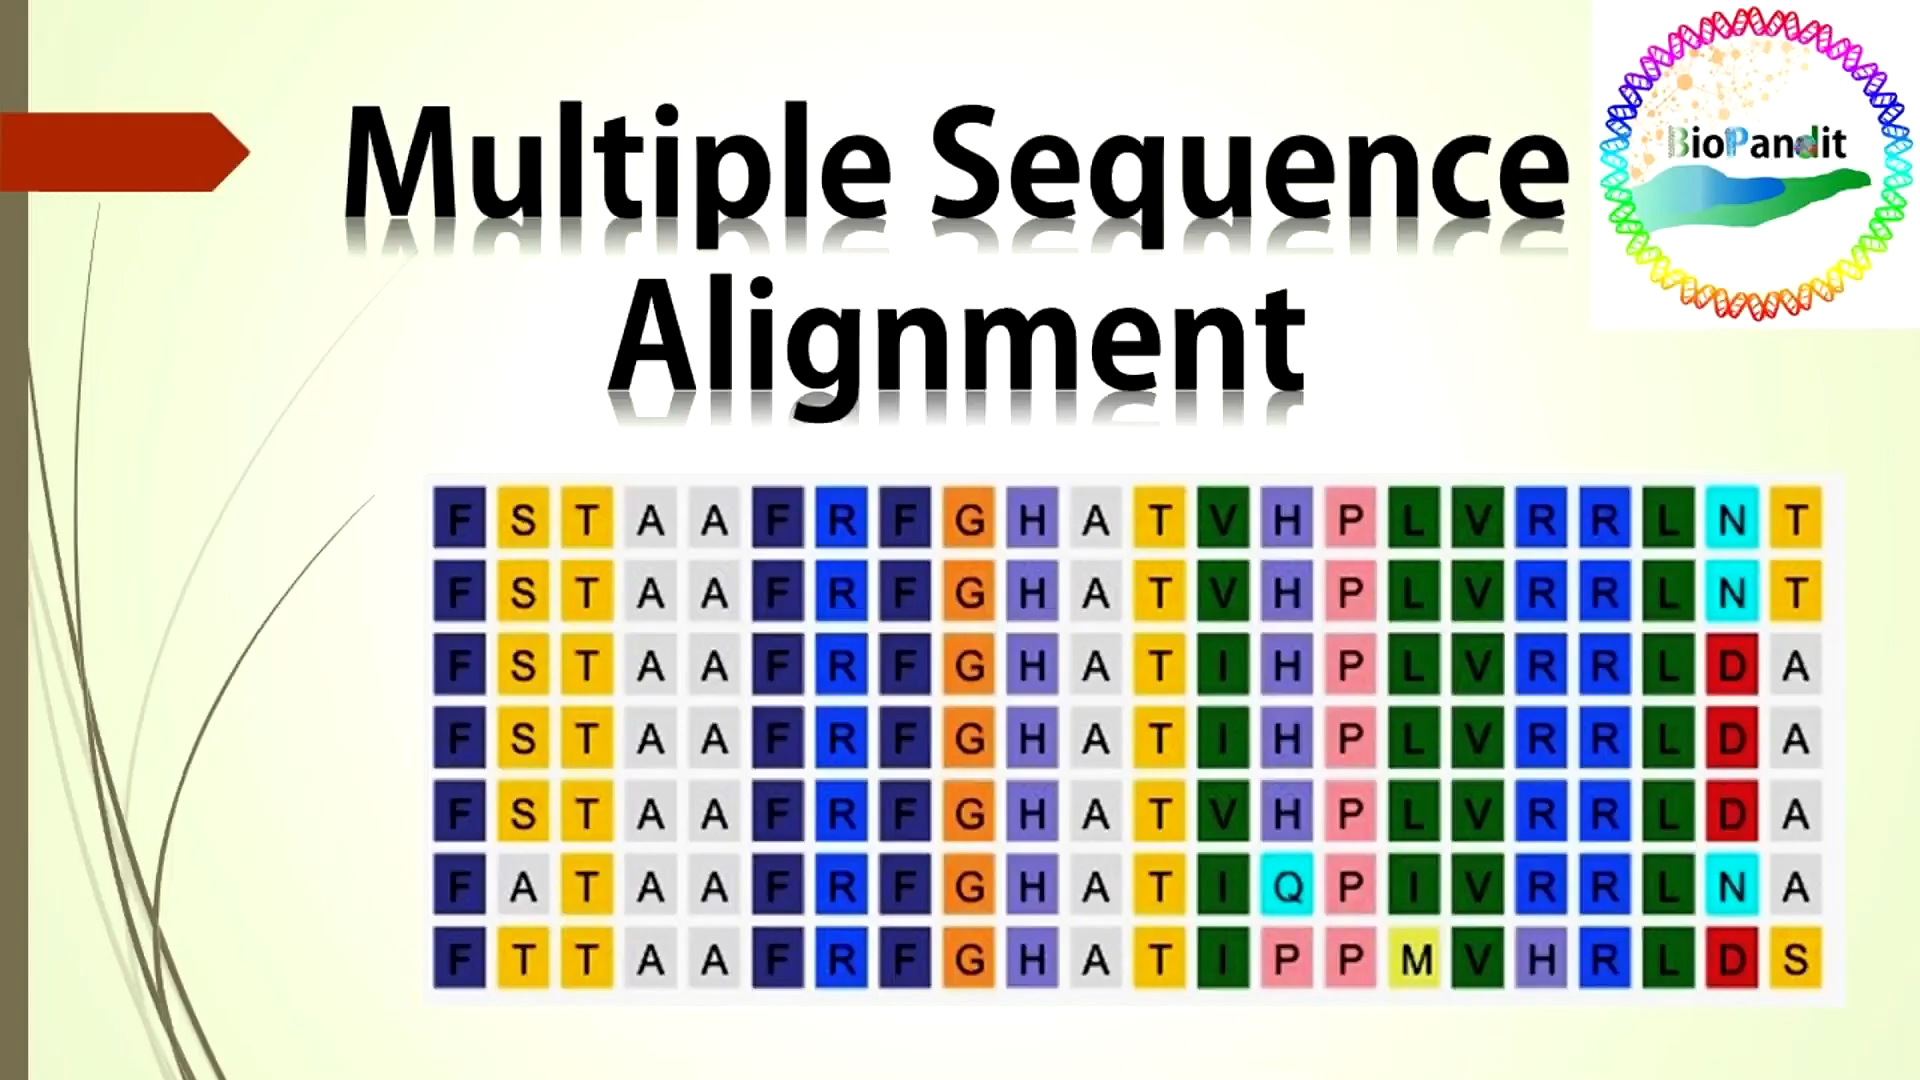 Multiple Sequence
Alignment
BioPandit
F S T A A F R F G H A T V H P L V R R L N T
F S T A A F R F G H A T V H P L V R R L N T
F S T A A F R F G H A T I H P L V R R L D A
F S T A A F R F G H A T I H P L V R R L D A
F S T A A F R F G H A T V H P L V R R L D A
F A T A A F R F G H A T I Q P I V R R L N A
F T T A A F R F G H A T I P P M V H R L D S